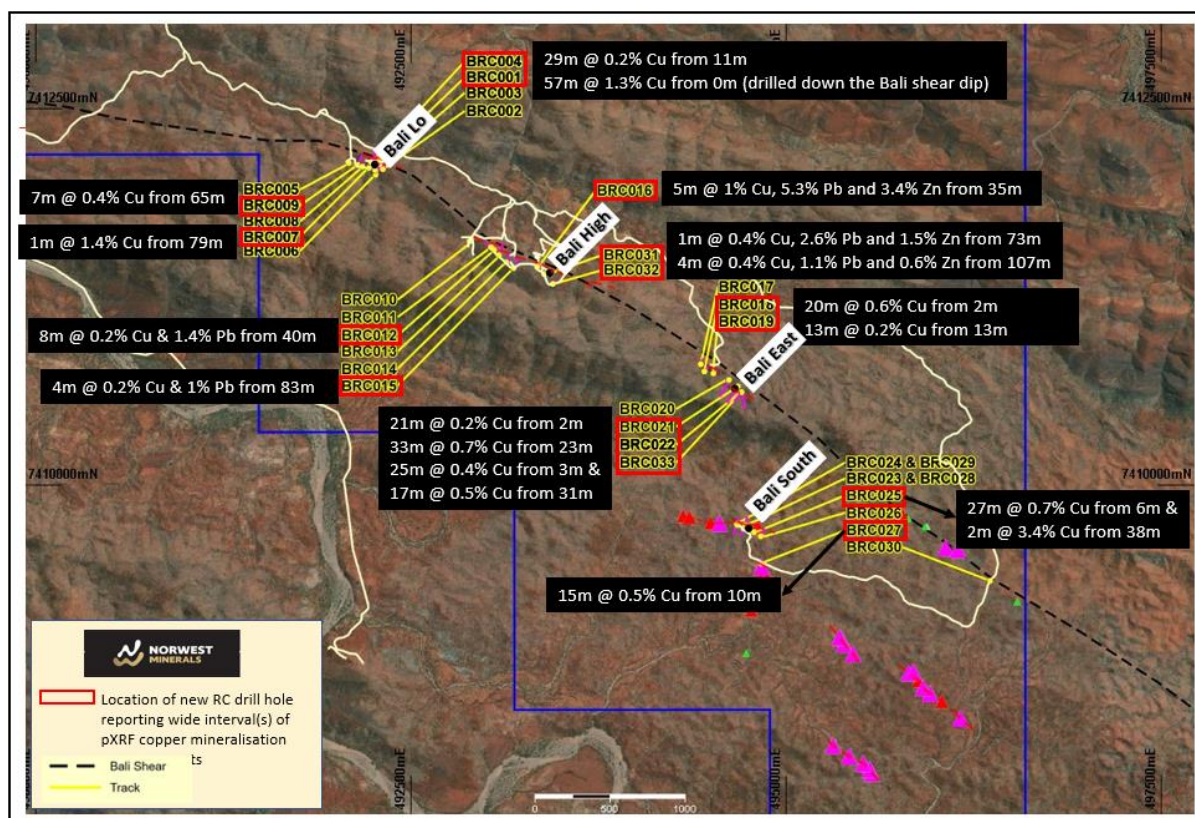 492500mE
497500mE
7412500mN
7412500mN
BRC004
BRC001
BRC003
BRC002
29m @ 0.2% Cu from 11m
57m @ 1.3% Cu from 0m (drilled down the Bali shear dip)
Bali Lo
BRC005
BRC009
BRC008
BRC007
BRC006
7m @ 0.4% Cu from 65m
1m @ 1.4% Cu from 79m
BRC016
5m @ 1% Cu, 5.3% Pb and 3.4% Zn from 35m
Bali High
BRC031
BRC032
1m @ 0.4% Cu, 2.6% Pb and 1.5% Zn from 73m
4m @ 0.4% Cu, 1.1% Pb and 0.6% Zn from 107m
BRC010
BRC011
BRC012
BRC013
BRC014
BRC015
8m @ 0.2% Cu & 1.4% Pb from 40m
4m @ 0.2% Cu & 1% Pb from 83m
BRC017
BRC018
BRC019
20m @ 0.6% Cu from 2m
13m @ 0.2% Cu from 13m
Bali East
BRC020
BRC021
BRC022
BRC033
21m @ 0.2% Cu from 2m
33m @ 0.7% Cu from 23m
25m @ 0.4% Cu from 3m &
17m @ 0.5% Cu from 31m
7410000mN
7410000mN
Bali South
BRC024 & BRC029
BRC023 & BRC028
BRC025
BRC026
BRC027
BRC030
27m @ 0.7% Cu from 6m &
2m @ 3.4% Cu from 38m
15m @ 0.5% Cu from 10m
NORWEST
MINERALS
Location of new RC drill hole
reporting wide interval(s) of
pXRF copper mineralisation
ts
Bali Shear
Track
492500mE
495000mE
497500mE
0
500
1000